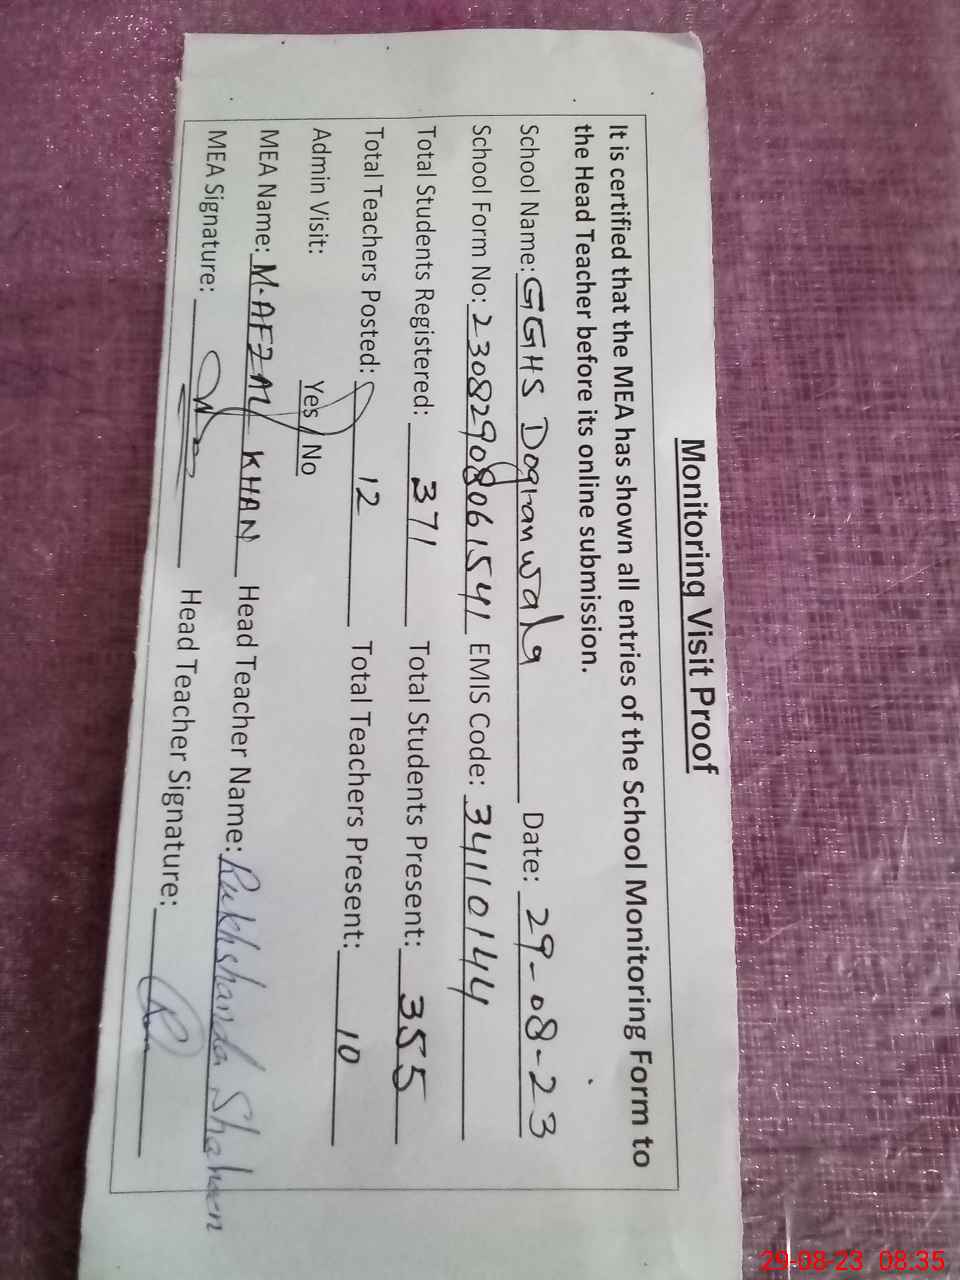 Monitoring Visit Proof
It is certified that the MEA has shown all entries of the School Monitoring Form to
the Head Teacher before its online submission.
School Name: GGHS Dogranwala Date: 29-08-23
School Form No: 23082908061541 EMIS Code: 34110144
Total Students Registered: 371 Total Students Present: 355
Total Teachers Posted: 12 Total Teachers Present: 10
Admin Visit: Yes / No
MEA Name: M.AFZAL KHAN Head Teacher Name: Rukhshanda Shaheen
MEA Signature: Head Teacher Signature:
29-08-23 08:35